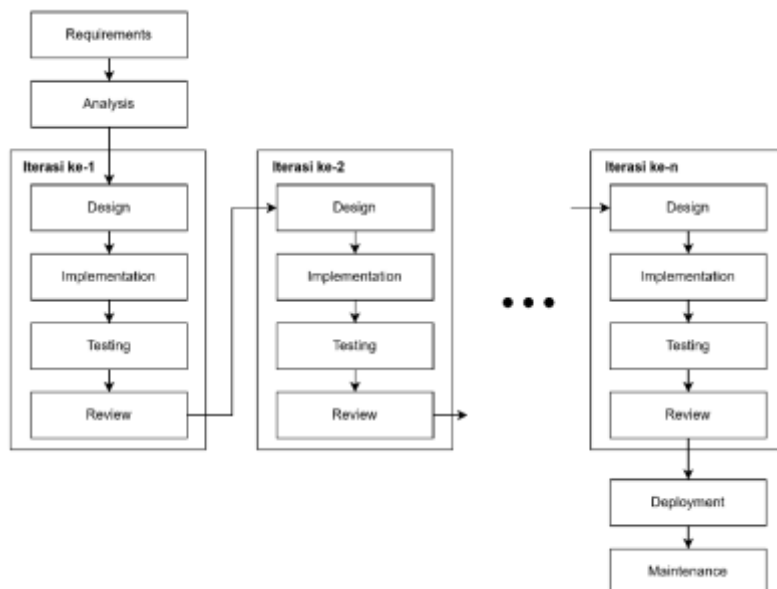 Requirements
Analysis
Iterasi ke-1
Design
Implementation
Testing
Review
Iterasi ke-2
Design
Implementation
Testing
Review
Iterasi ke-n
Design
Implementation
Testing
Review
Deployment
Maintenance